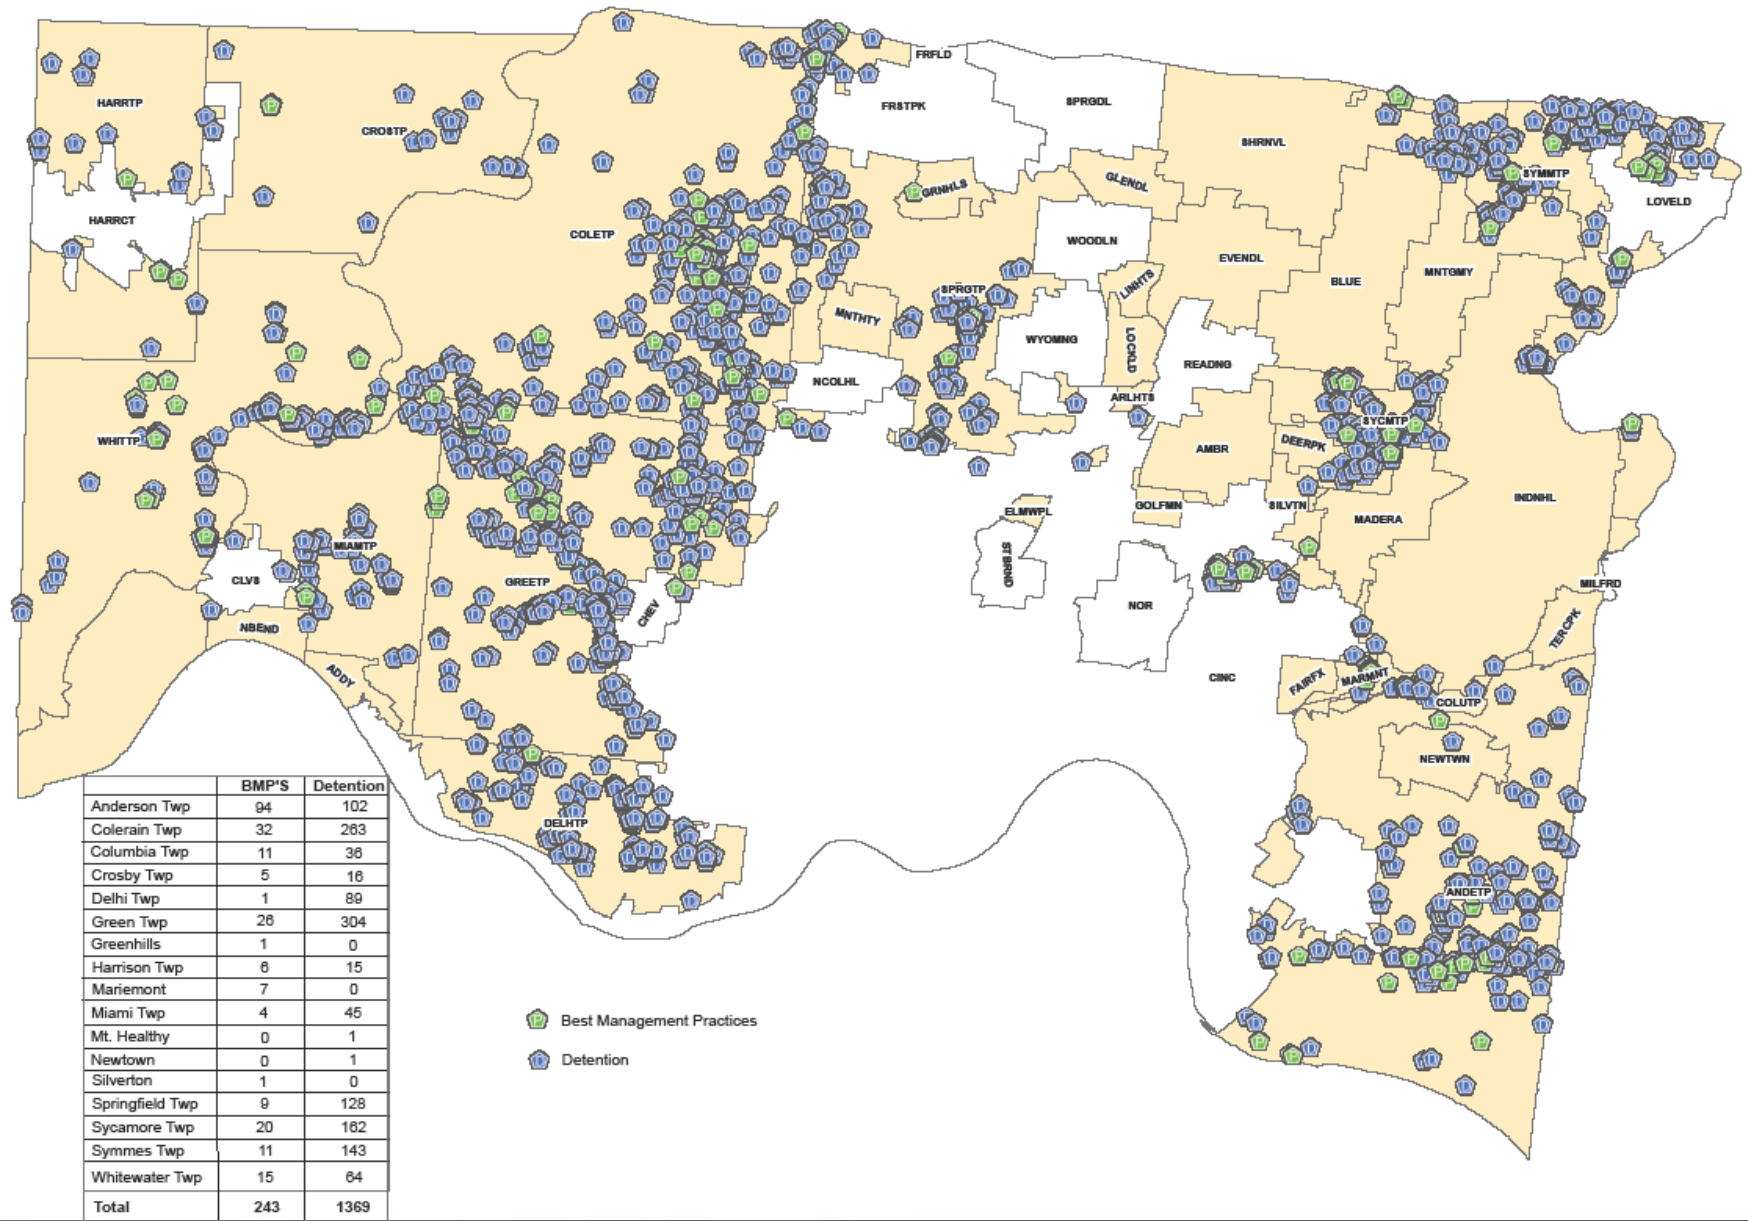 FRFLD
HARRTP
FRSTPK
SPRGDL
CROSTP
SHRNVL
SYMMTP
GLENDL
GRNHLS
LOVELD
HARRCT
COLETP
WOODLN
EVENDL
MNTGMY
BLUE
LINHTS
SPRGTP
MNTHTY
WYOMNG
LOCKLD
READNG
NCOLHL
ARLHTS
SYCMTP
WHITTP
DEERPK
AMBR
INDNHL
GOLFMN
SILVTN
ELMWPL
MADERA
MIAMTP
STBRND
CLVS
GREETP
MILFRD
NOR
CHEV
NBEND
TERCPK
ADDY
CINC
FAIRFX
MARMNT
COLUTP
NEWTWN
DELHTP
ANDETP
BMP'S Detention
Anderson Twp 94 102
Colerain Twp 32 263
Columbia Twp 11 36
Crosby Twp 5 16
Delhi Twp 1 89
Green Twp 26 304
Greenhills 1 0
Harrison Twp 6 15
Mariemont 7 0
Miami Twp 4 45
Mt. Healthy 0 1
Newtown 0 1
Silverton 1 0
Springfield Twp 9 128
Sycamore Twp 20 162
Symmes Twp 11 143
Whitewater Twp 15 64
Total 243 1369
P Best Management Practices
D Detention